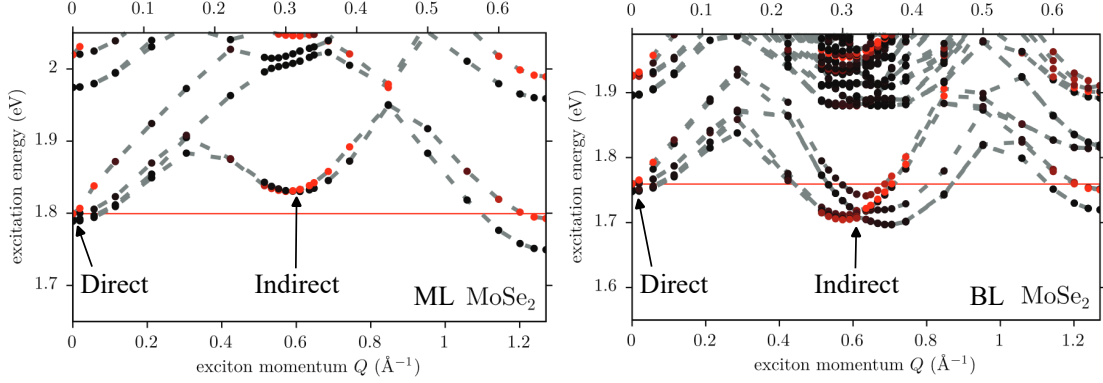 0 0.1 0.2 0.3 0.4 0.5 0.6
2
1.9
1.8
1.7
excitation energy (eV)
Direct
Indirect
ML MoSe₂
0 0.2 0.4 0.6 0.8 1 1.2
exciton momentum Q (Å⁻¹)
0 0.1 0.2 0.3 0.4 0.5 0.6
1.9
1.8
1.7
1.6
excitation energy (eV)
Direct
Indirect
BL MoSe₂
0 0.2 0.4 0.6 0.8 1 1.2
exciton momentum Q (Å⁻¹)